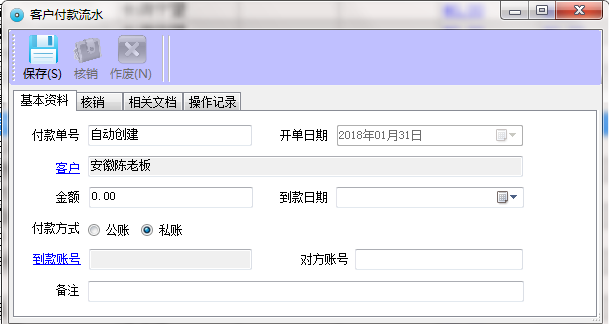 客户付款流水
保存(S) 核销 作废(N)
基本资料 核销 相关文档 操作记录
付款单号 自动创建 开单日期 2018年01月31日
客户 安徽陈老板
金额 0.00 到款日期
付款方式 公账 私账
到款账号 对方账号
备注